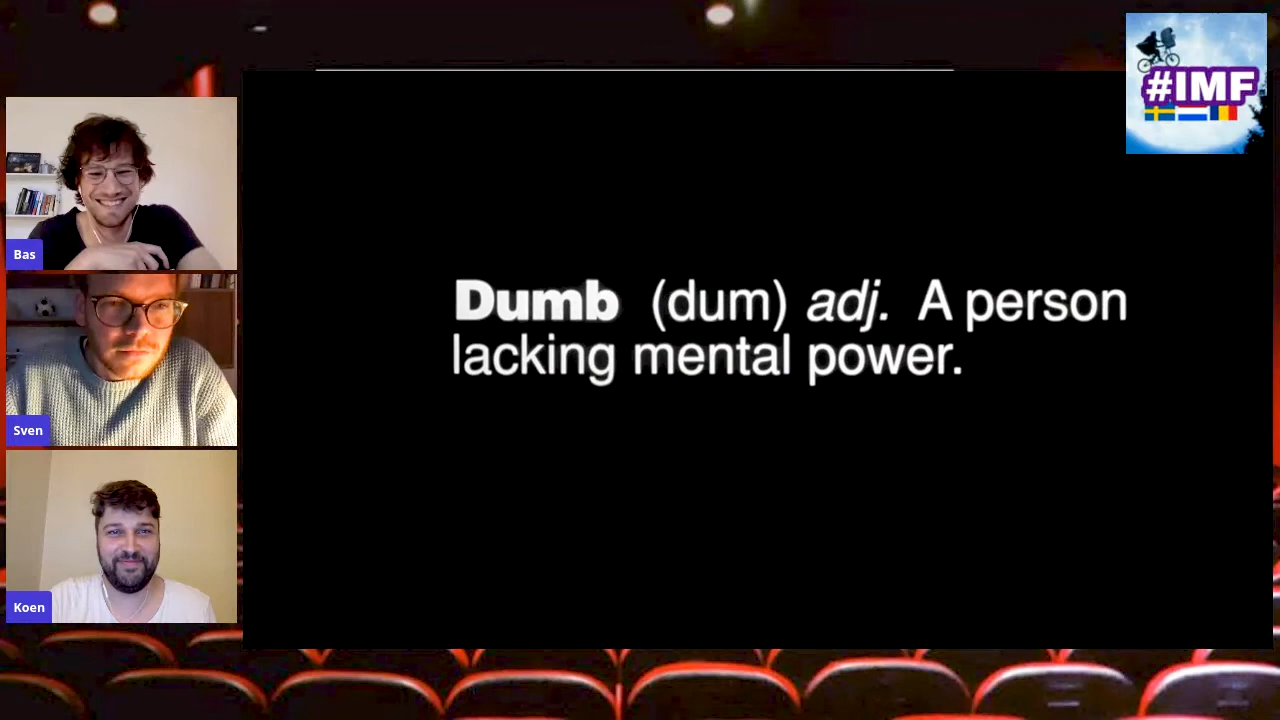 #IMF
Bas
Dumb (dum) adj. A person
lacking mental power.
Sven
Koen